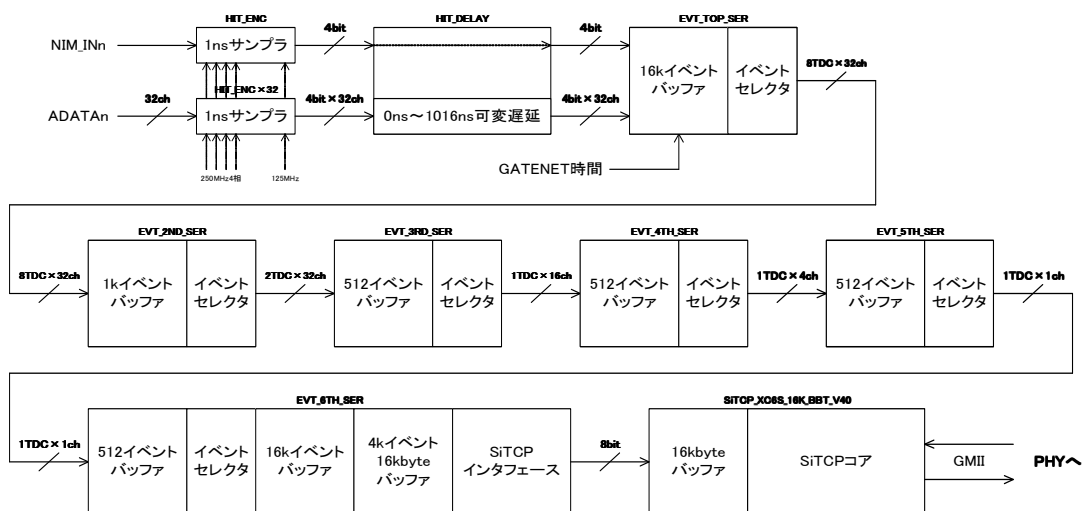 HIT_ENC
HIT_DELAY
EVT_TOP_SER
NIM_INn
1nsサンプラ
4bit
4bit
16kイベント
バッファ
イベント
セレクタ
8TDC×32ch
HIT_ENC×32
ADATAn
32ch
1nsサンプラ
4bit×32ch
0ns～1016ns可変遅延
4bit×32ch
250MHz4相
125MHz
GATENET時間
EVT_2ND_SER
EVT_3RD_SER
EVT_4TH_SER
EVT_5TH_SER
8TDC×32ch
1kイベント
バッファ
イベント
セレクタ
2TDC×32ch
512イベント
バッファ
イベント
セレクタ
1TDC×16ch
512イベント
バッファ
イベント
セレクタ
1TDC×4ch
512イベント
バッファ
イベント
セレクタ
1TDC×1ch
EVT_6TH_SER
SiTCP_XC6S_16K_BBT_V40
1TDC×1ch
512イベント
バッファ
イベント
セレクタ
16kイベント
バッファ
4kイベント
16kbyte
バッファ
SiTCP
インタフェース
8bit
16kbyte
バッファ
SiTCPコア
GMII
PHYへ